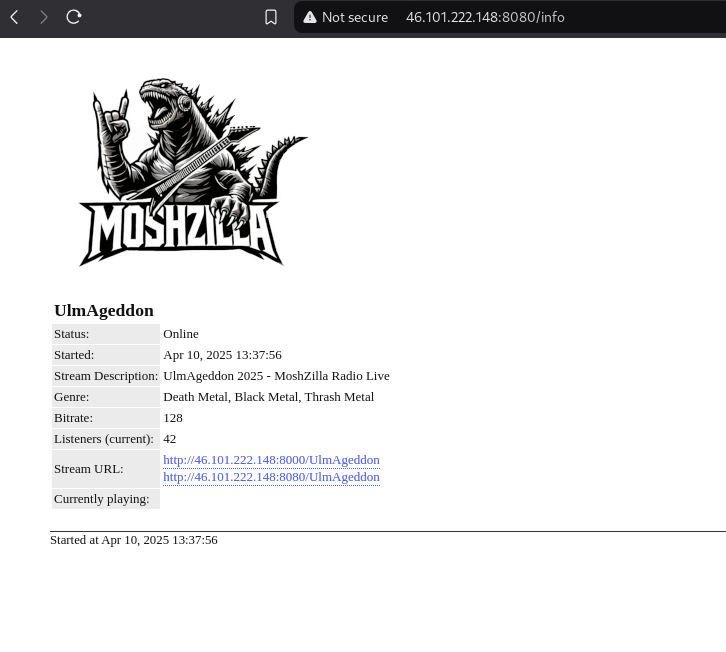 Not secure 46.101.222.148:8080/info
MOSHZILLA
UlmAgeddon
Status: Online
Started: Apr 10, 2025 13:37:56
Stream Description: UlmAgeddon 2025 - MoshZilla Radio Live
Genre: Death Metal, Black Metal, Thrash Metal
Bitrate: 128
Listeners (current): 42
Stream URL: http://46.101.222.148:8000/UlmAgeddon
http://46.101.222.148:8080/UlmAgeddon
Currently playing:
Started at Apr 10, 2025 13:37:56